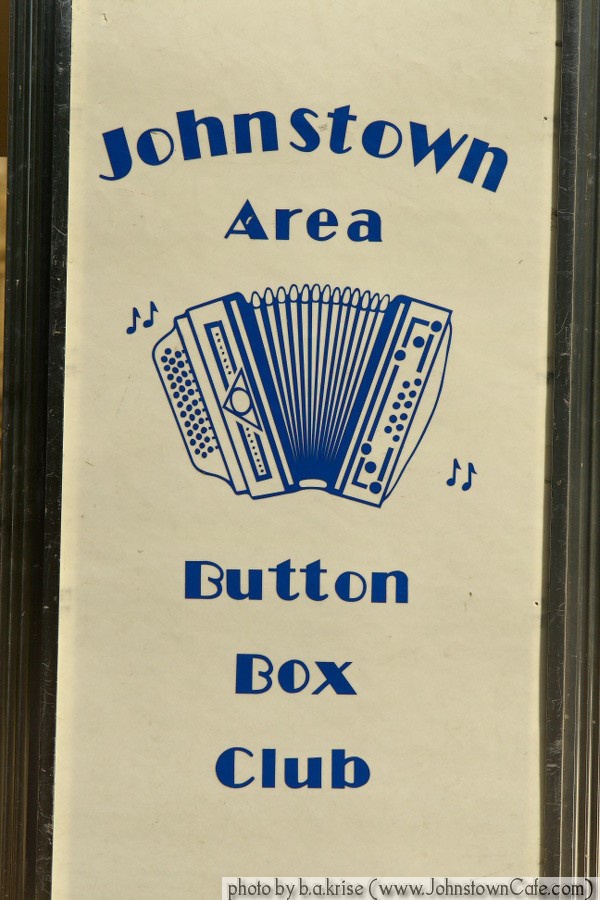 Johnstown
Area
Button
Box
Club
photo by b.a.krise (www.JohnstownCafe.com)